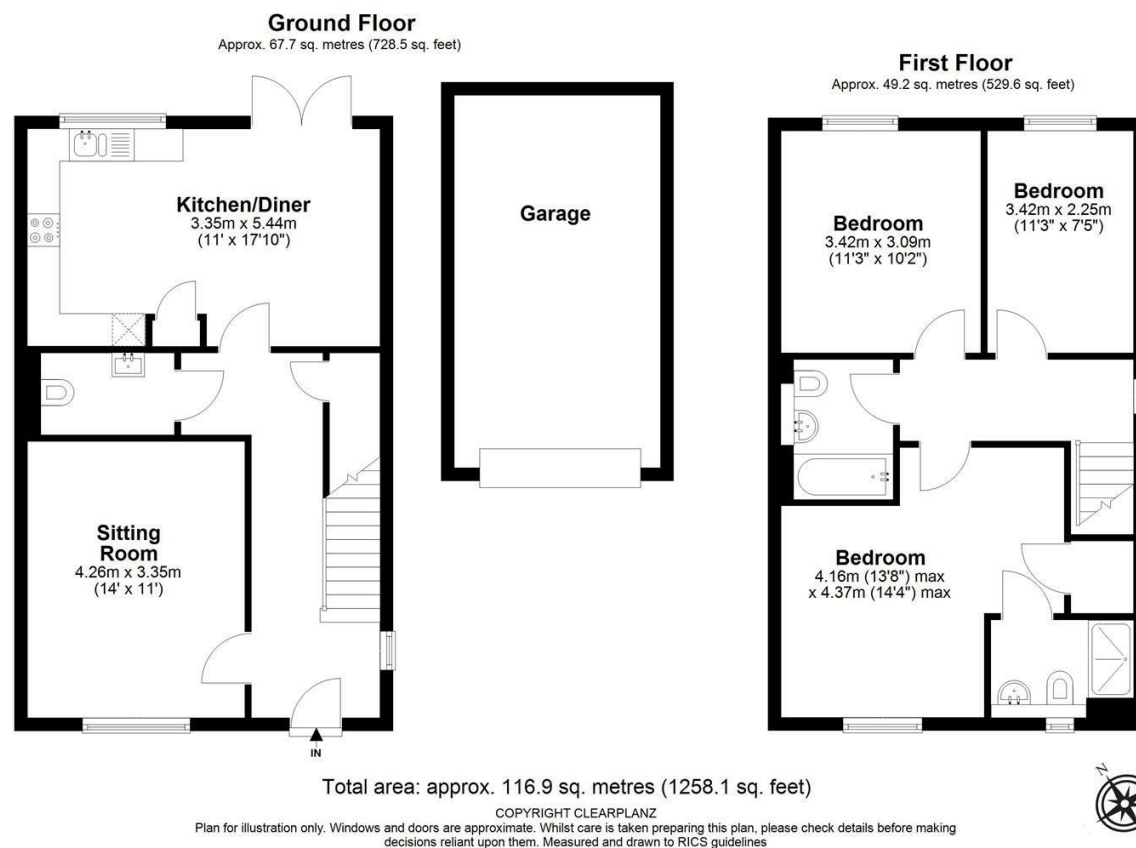 Ground Floor
Approx. 67.7 sq. metres (728.5 sq. feet)
Kitchen/Diner
3.35m x 5.44m
(11' x 17'10")
Sitting
Room
4.26m x 3.35m
(14' x 11')
IN
Garage
First Floor
Approx. 49.2 sq. metres (529.6 sq. feet)
Bedroom
3.42m x 3.09m
(11'3" x 10'2")
Bedroom
3.42m x 2.25m
(11'3" x 7'5")
Bedroom
4.16m (13'8") max
x 4.37m (14'4") max
N
Total area: approx. 116.9 sq. metres (1258.1 sq. feet)
COPYRIGHT CLEARPLANZ
Plan for illustration only. Windows and doors are approximate. Whilst care is taken preparing this plan, please check details before making
decisions reliant upon them. Measured and drawn to RICS guidelines